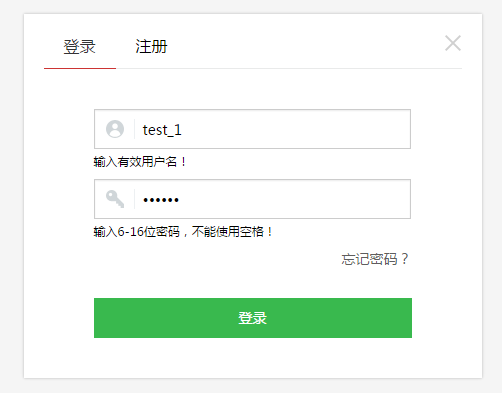 登录 注册
test_1
输入有效用户名！
••••••
输入6-16位密码，不能使用空格！
忘记密码？
登录